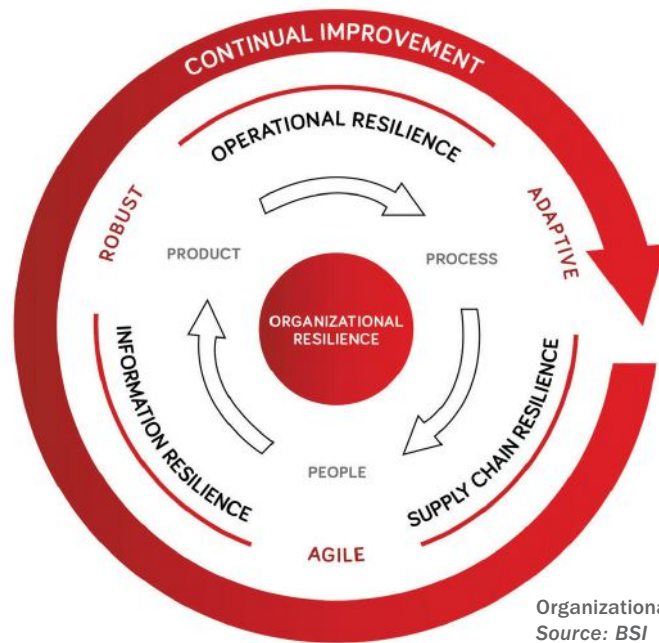 CONTINUAL IMPROVEMENT
OPERATIONAL RESILIENCE
ROBUST
ADAPTIVE
PRODUCT
PROCESS
ORGANIZATIONAL
RESILIENCE
INFORMATION RESILIENCE
SUPPLY CHAIN RESILIENCE
PEOPLE
AGILE
Organizational
Source: BSI